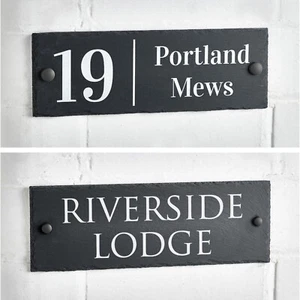 19 Portland
Mews
RIVERSIDE
LODGE